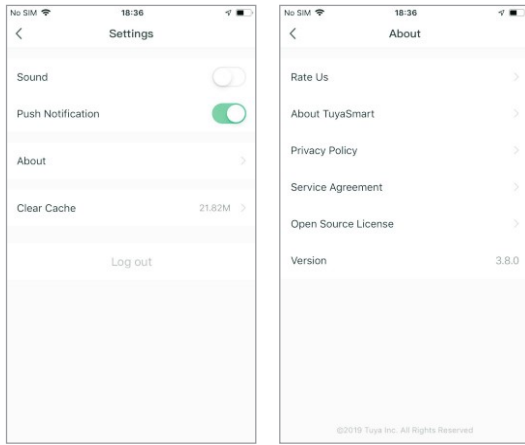 No SIM 18:36
Settings
Sound
Push Notification
About
Clear Cache 21.82M
Log out
No SIM 18:36
About
Rate Us
About TuyaSmart
Privacy Policy
Service Agreement
Open Source License
Version 3.8.0
©2019 Tuya Inc. All Rights Reserved